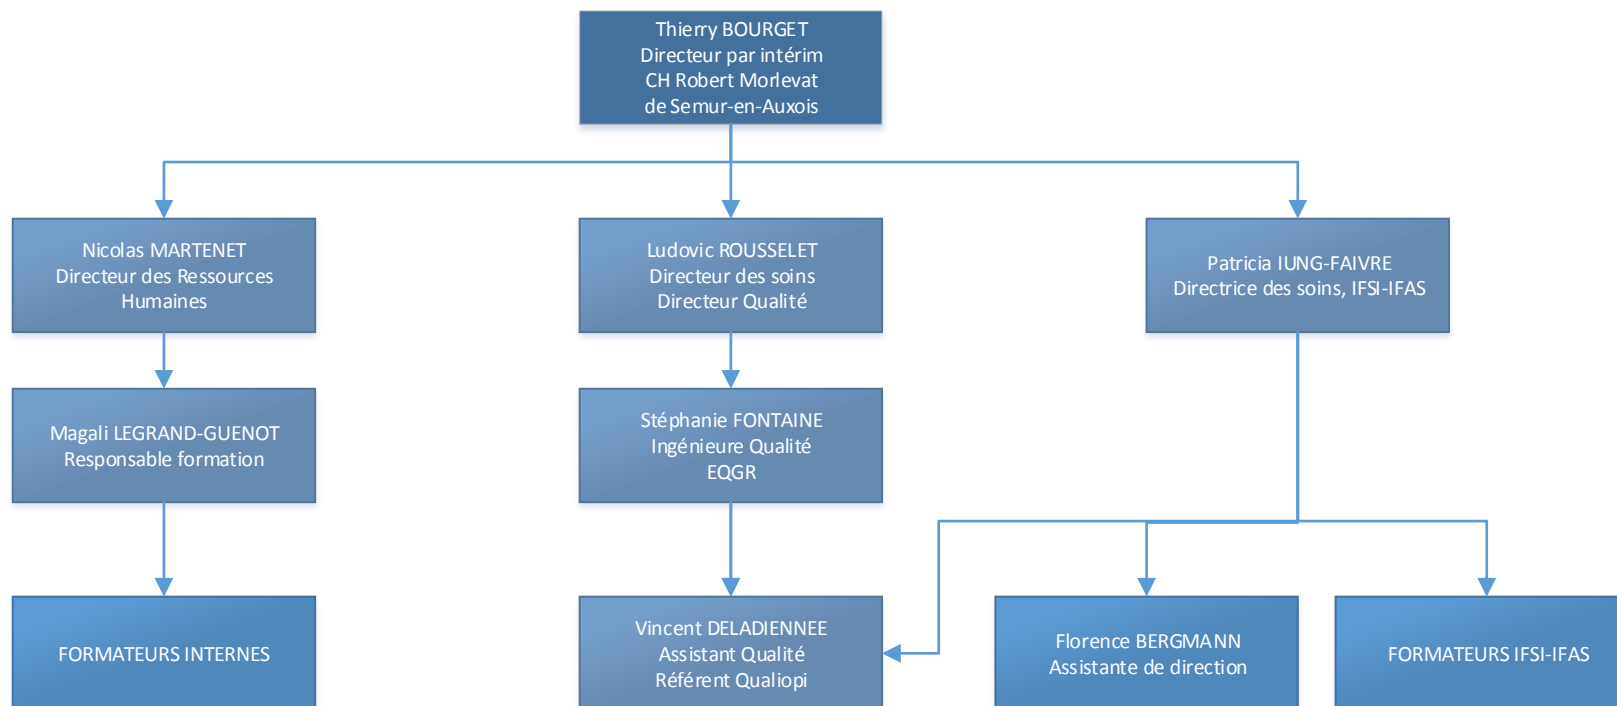 Thierry BOURGET
Directeur par intérim
CH Robert Morlevat
de Semur-en-Auxois
Nicolas MARTENET
Directeur des Ressources
Humaines
Ludovic ROUSSELET
Directeur des soins
Directeur Qualité
Patricia IUNG-FAIVRE
Directrice des soins, IFSI-IFAS
Magali LEGRAND-GUENOT
Responsable formation
Stéphanie FONTAINE
Ingénieure Qualité
EQGR
FORMATEURS INTERNES
Vincent DELADIENNEE
Assistant Qualité
Référent Qualiopi
Florence BERGMANN
Assistante de direction
FORMATEURS IFSI-IFAS